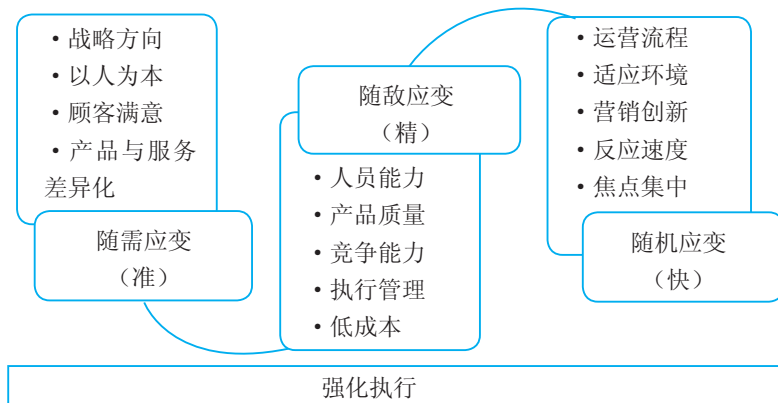 • 战略方向
• 以人为本
• 顾客满意
• 产品与服务
差异化
随需应变
（准）
随敌应变
（精）
• 人员能力
• 产品质量
• 竞争能力
• 执行管理
• 低成本
• 运营流程
• 适应环境
• 营销创新
• 反应速度
• 焦点集中
随机应变
（快）
强化执行